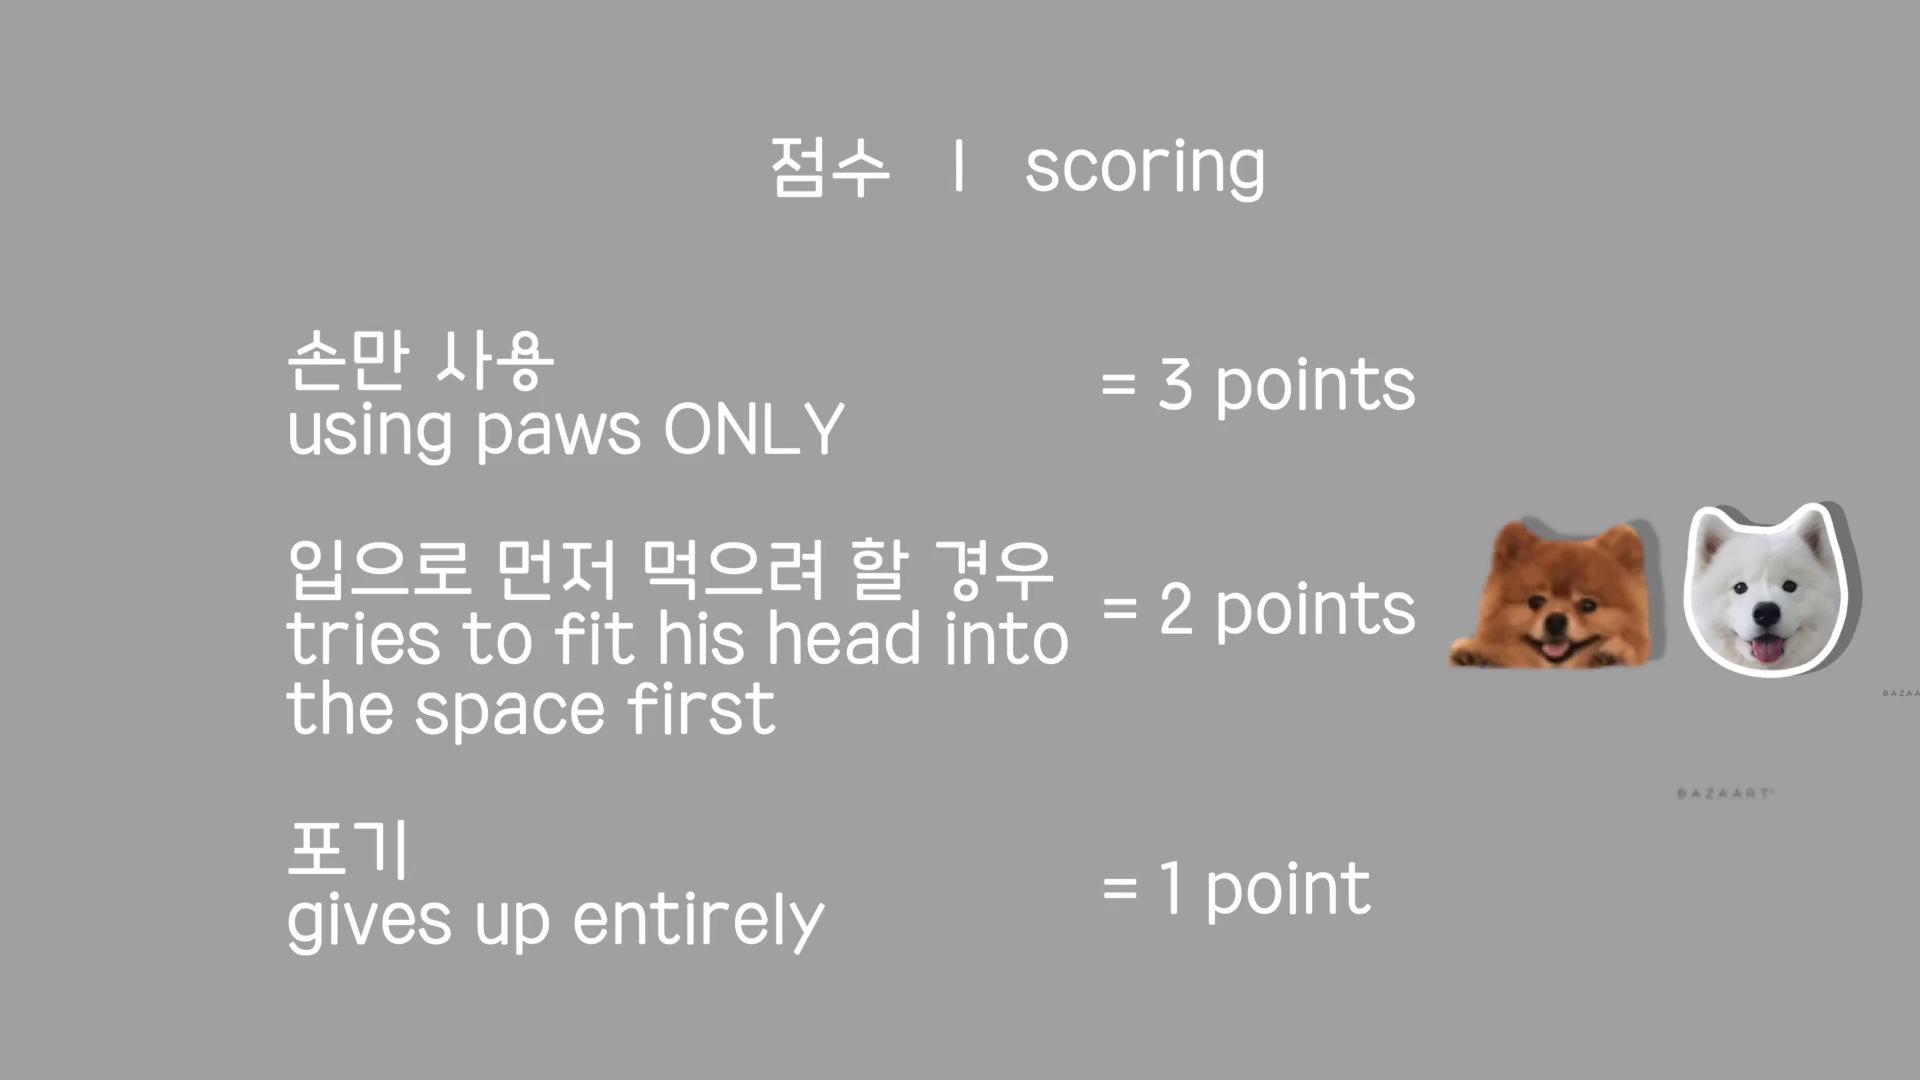 점수 | scoring
손만 사용
using paws ONLY
= 3 points
입으로 먼저 먹으려 할 경우
tries to fit his head into
the space first
= 2 points
BAZAA
BAZAART
포기
gives up entirely
= 1 point